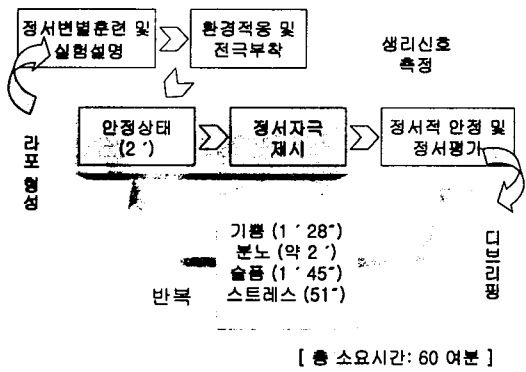 정서변별훈련 및
실험설명
환경적응 및
전극부착
생리신호
측정
라포형성
안정상태
(2´)
정서자극
제시
정서적 안정 및
정서평가
기쁨 (1´28˝)
분노 (약 2´)
슬픔 (1´45˝)
스트레스 (51˝)
반복
디브리핑
[ 총 소요시간: 60 여분 ]